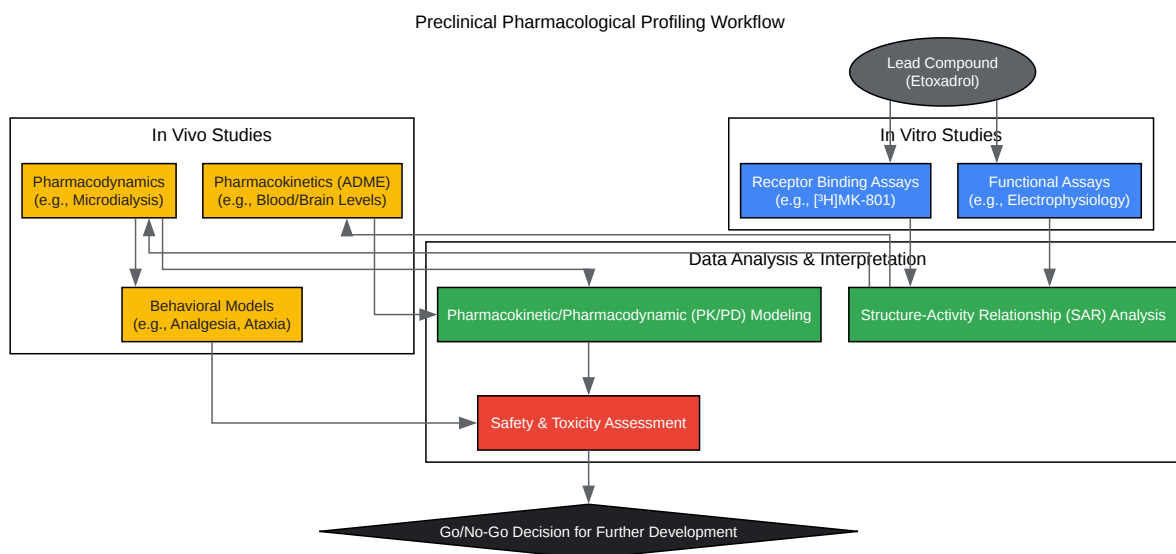 Preclinical Pharmacological Profiling Workflow
Lead Compound
(Etoxadrol)
In Vivo Studies
In Vitro Studies
Pharmacodynamics
(e.g., Microdialysis)
Pharmacokinetics (ADME)
(e.g., Blood/Brain Levels)
Receptor Binding Assays
(e.g., [³H]MK-801)
Functional Assays
(e.g., Electrophysiology)
Data Analysis & Interpretation
Behavioral Models
(e.g., Analgesia, Ataxia)
Pharmacokinetic/Pharmacodynamic (PK/PD) Modeling
Structure-Activity Relationship (SAR) Analysis
Safety & Toxicity Assessment
Go/No-Go Decision for Further Development